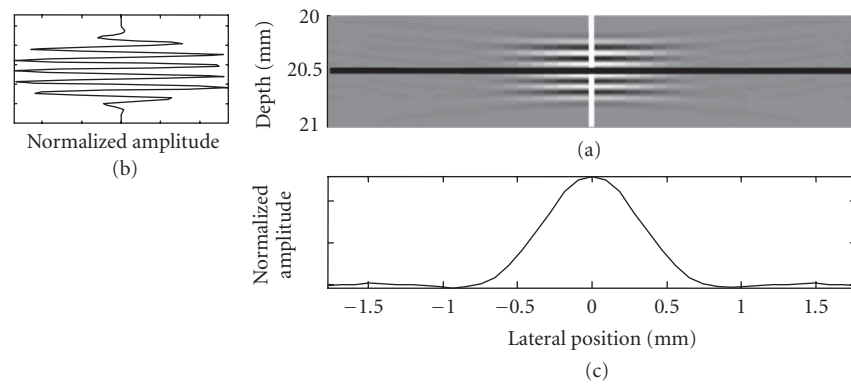 20
20.5
21
Depth (mm)
(a)
Normalized amplitude
(b)
Normalized
amplitude
−1.5 −1 −0.5 0 0.5 1 1.5
Lateral position (mm)
(c)